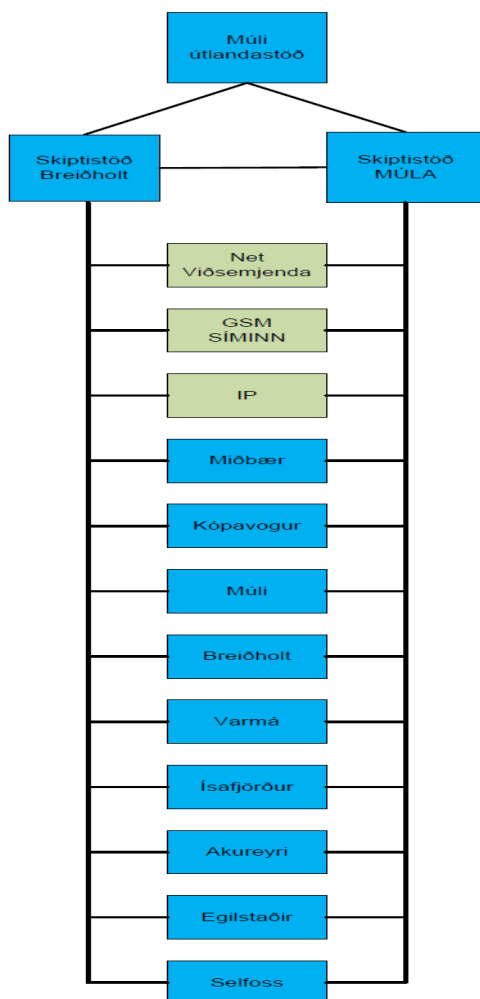 Múli
útlandastöð
Skiptistöð
Breiðholt
Skiptistöð
MÚLA
Net
Viðsemjenda
GSM
SÍMINN
IP
Miðbær
Kópavogur
Múli
Breiðholt
Varmá
Ísafjörður
Akureyri
Egilstaðir
Selfoss